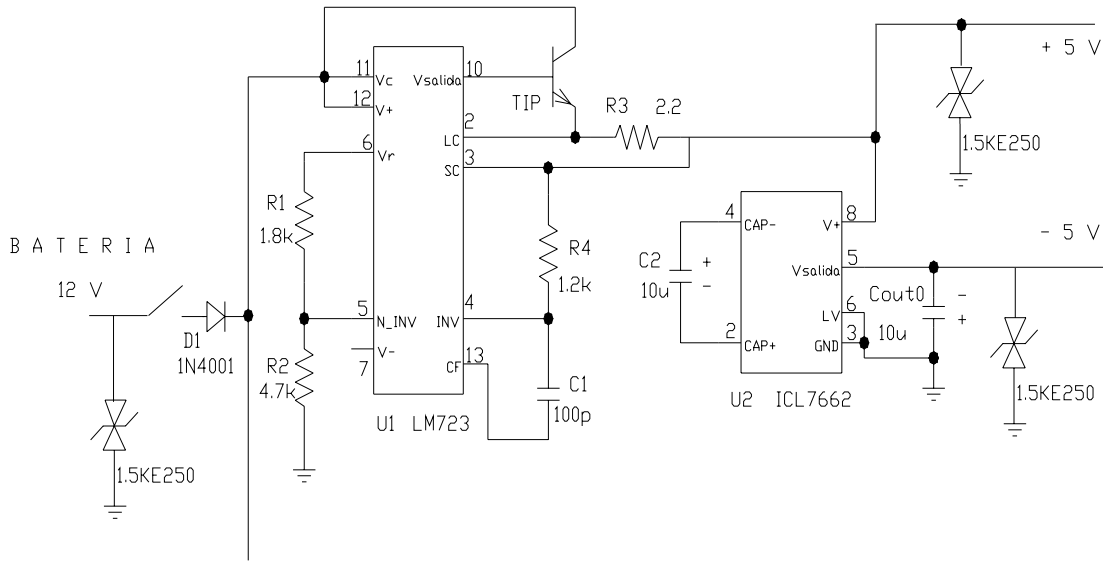 + 5 V
1.5KE250
BATERIA
12 V
D1
1N4001
1.5KE250
11 Vc
12 V+
6 Vr
5 N_INV
V-
7
Vsalida 10
2
LC
3
SC
4
INV
13
CF
U1 LM723
TIP
R3 2.2
R1
1.8k
R2
4.7k
R4
1.2k
C1
100p
C2
10u
+
-
4 CAP-
2 CAP+
V+ 8
5
Vsalida
6
LV
3
GND
U2 ICL7662
- 5 V
Cout0
10u
-
+
1.5KE250